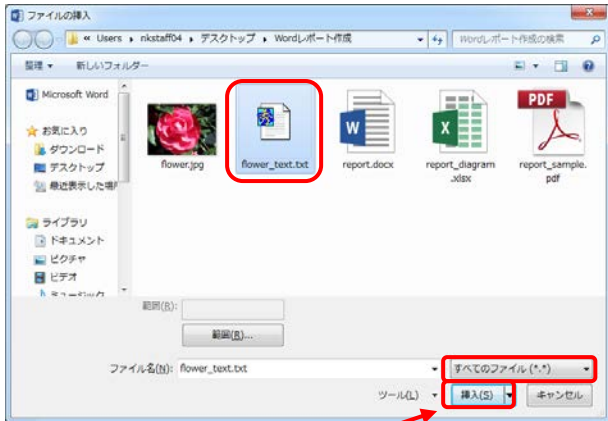 ファイルの挿入
« Users ▸ nkstaff04 ▸ デスクトップ ▸ Wordレポート作成
Wordレポート作成の検索
整理 ▼ 新しいフォルダー
Microsoft Word
お気に入り
ダウンロード
デスクトップ
最近表示した場所
ライブラリ
ドキュメント
ピクチャ
ビデオ
ミュージック
flower.jpg
flower_text.txt
report.docx
report_diagram
.xlsx
PDF
report_sample.
pdf
範囲(R):
範囲(R)...
ファイル名(N): flower_text.txt
すべてのファイル (*.*)
ツール(L) ▼ 挿入(S) ▼ キャンセル